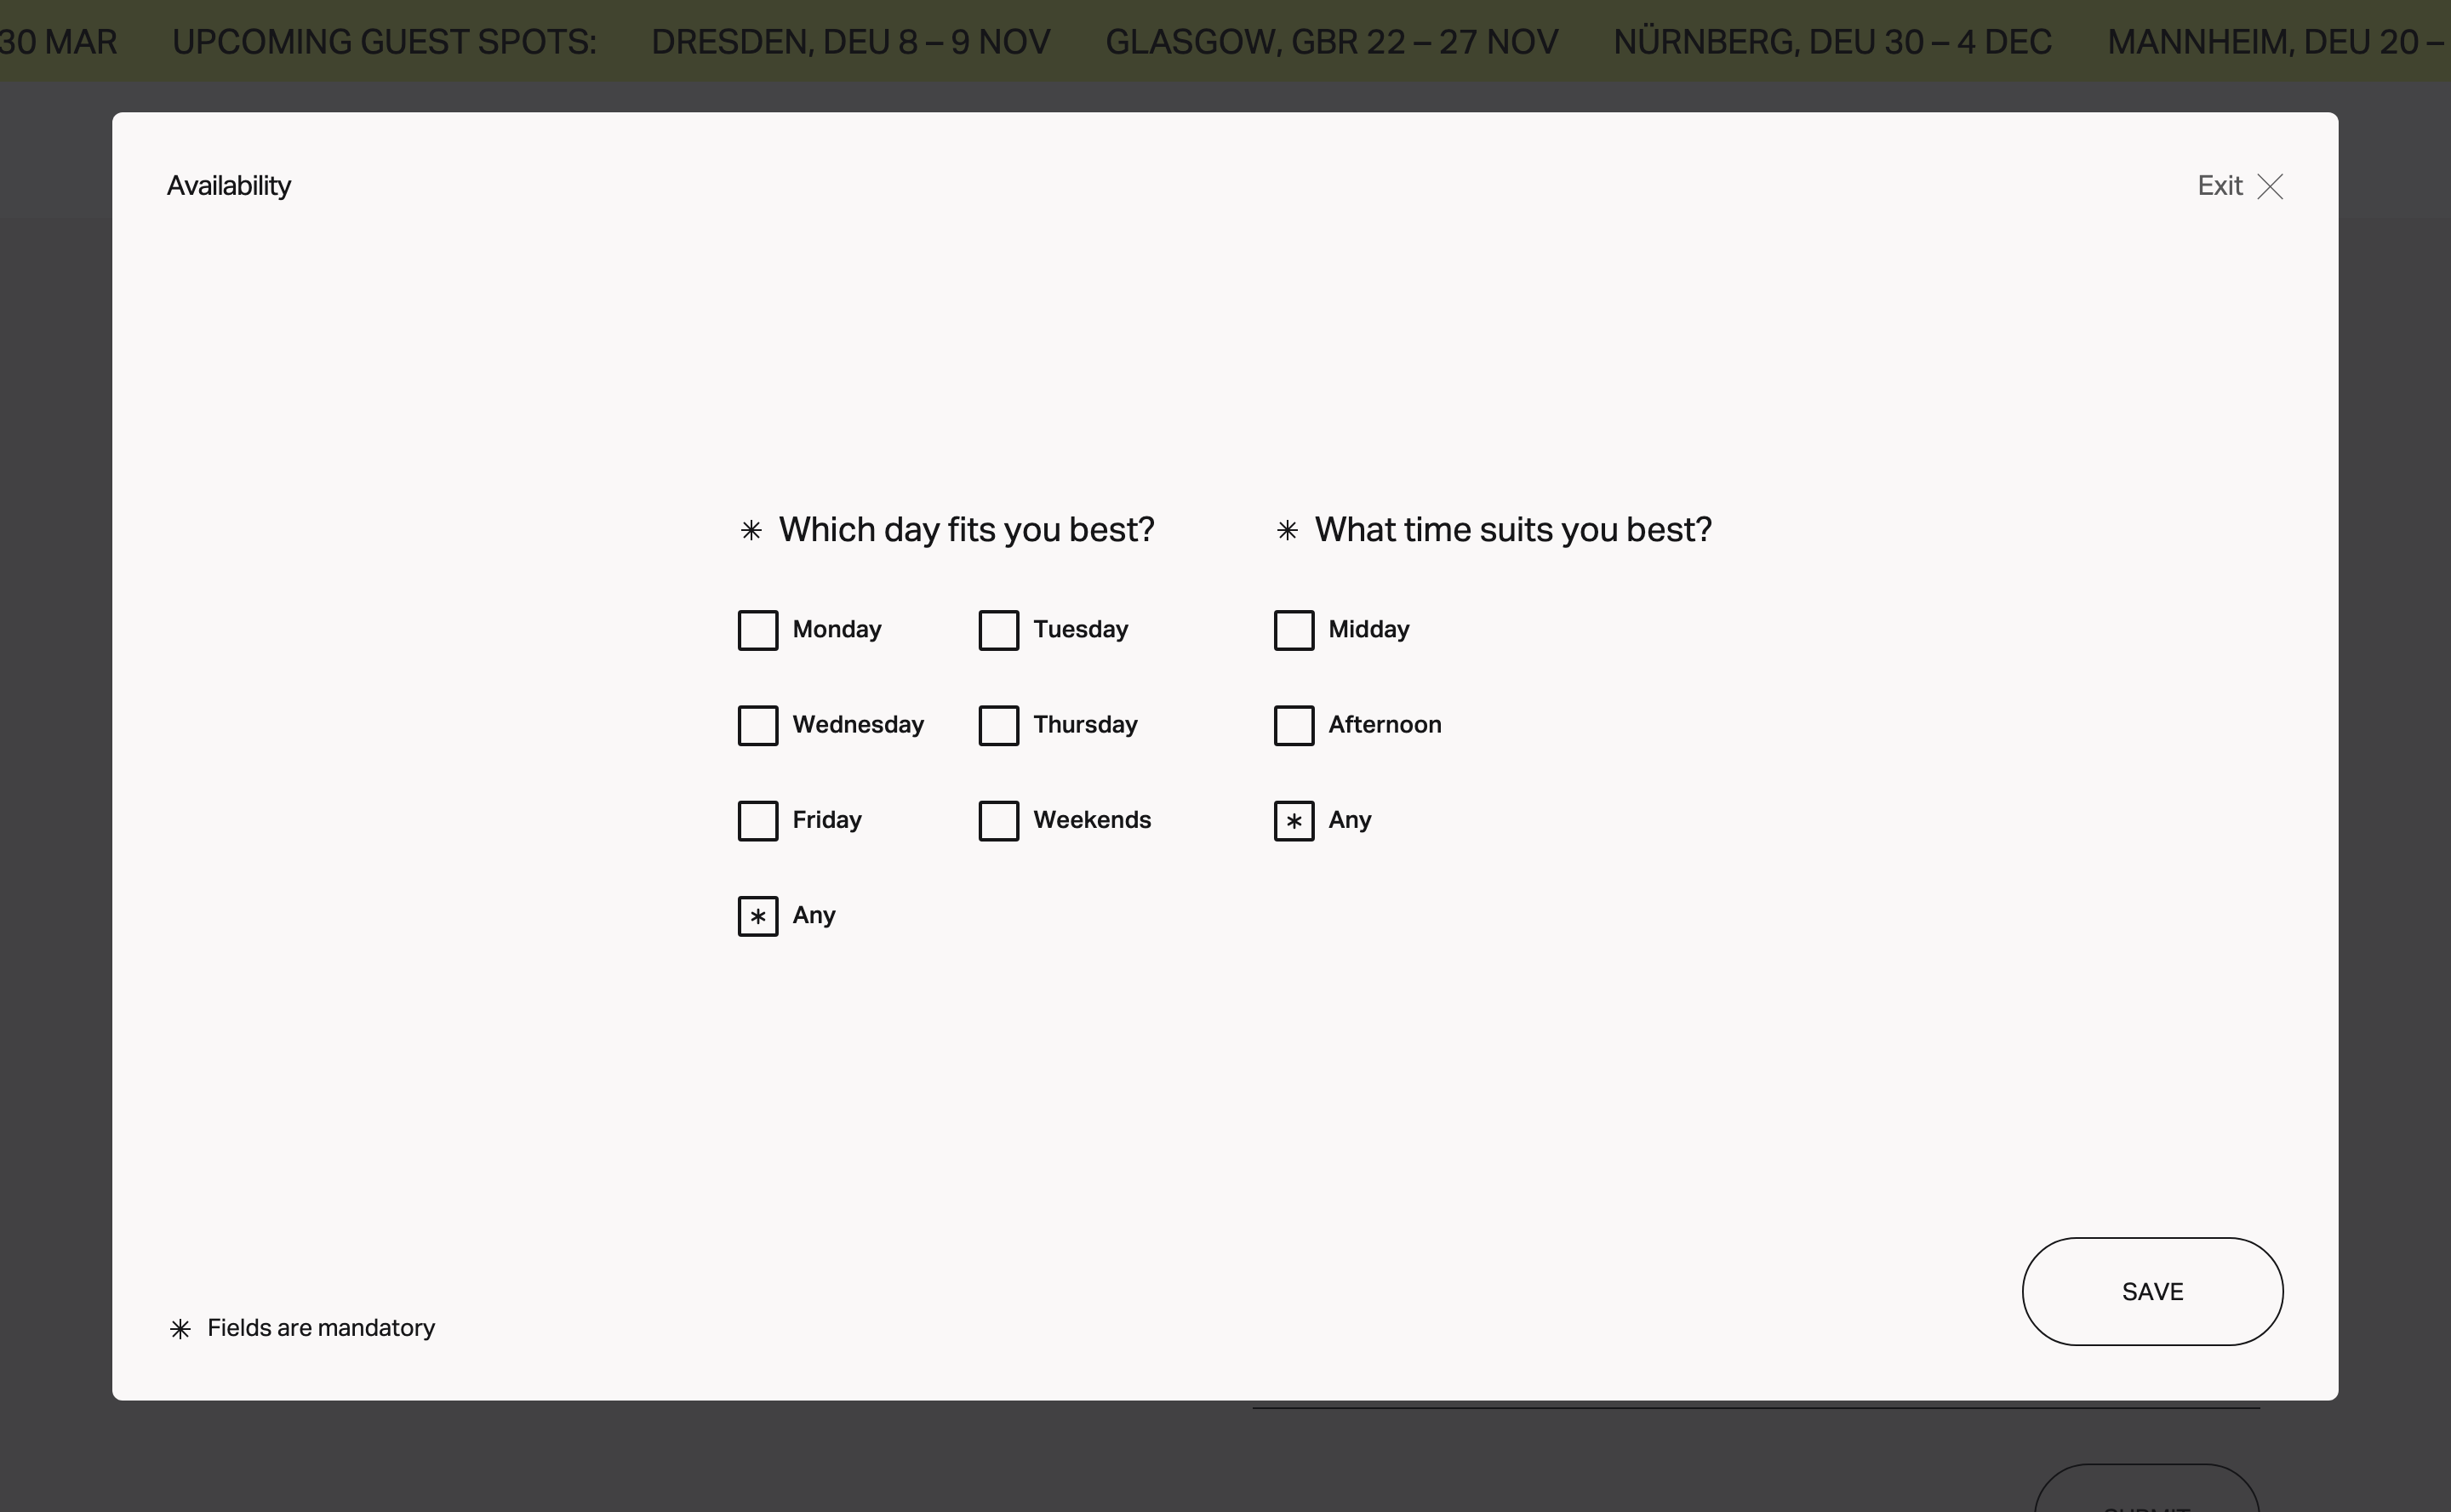 30 MAR UPCOMING GUEST SPOTS: DRESDEN, DEU 8 – 9 NOV GLASGOW, GBR 22 – 27 NOV NÜRNBERG, DEU 30 – 4 DEC MANNHEIM, DEU 20 –
Availability
Exit
* Which day fits you best?
* What time suits you best?
Monday
Tuesday
Midday
Wednesday
Thursday
Afternoon
Friday
Weekends
* Any
* Any
SAVE
* Fields are mandatory
SUBMIT